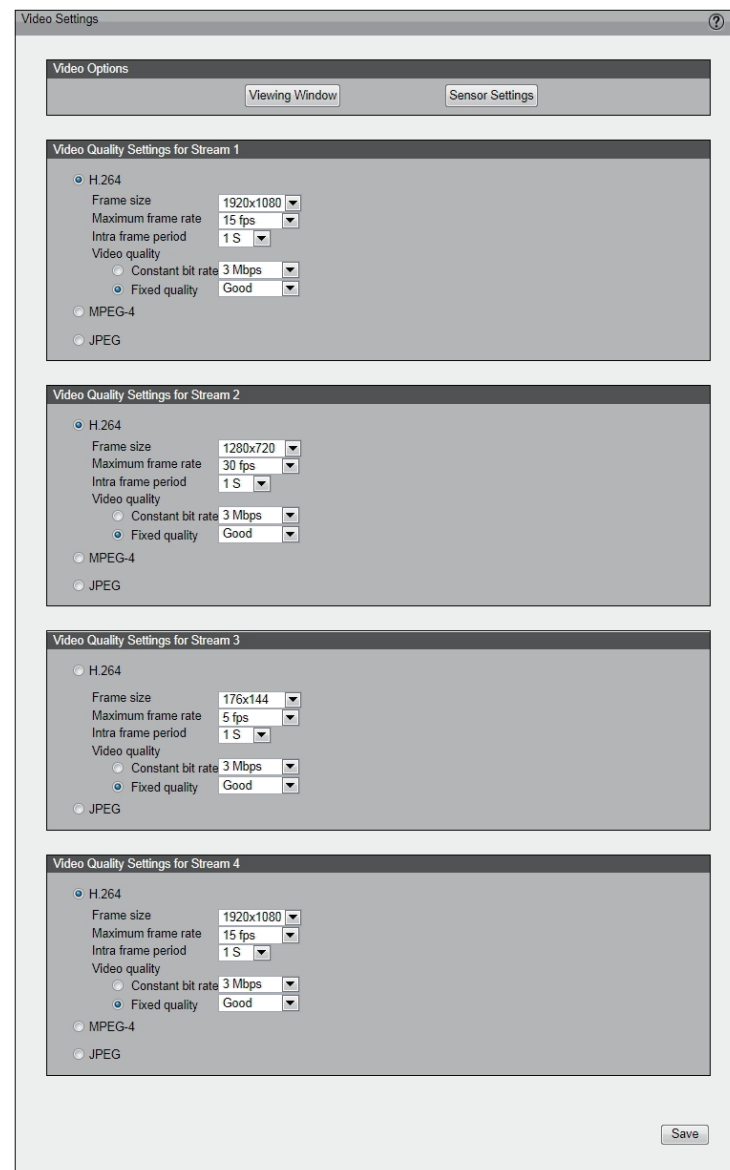 Video Settings
?
Video Options
Viewing Window Sensor Settings
Video Quality Settings for Stream 1
H.264
Frame size 1920x1080
Maximum frame rate 15 fps
Intra frame period 1 S
Video quality
Constant bit rate 3 Mbps
Fixed quality Good
MPEG-4
JPEG
Video Quality Settings for Stream 2
H.264
Frame size 1280x720
Maximum frame rate 30 fps
Intra frame period 1 S
Video quality
Constant bit rate 3 Mbps
Fixed quality Good
MPEG-4
JPEG
Video Quality Settings for Stream 3
H.264
Frame size 176x144
Maximum frame rate 5 fps
Intra frame period 1 S
Video quality
Constant bit rate 3 Mbps
Fixed quality Good
JPEG
Video Quality Settings for Stream 4
H.264
Frame size 1920x1080
Maximum frame rate 15 fps
Intra frame period 1 S
Video quality
Constant bit rate 3 Mbps
Fixed quality Good
MPEG-4
JPEG
Save